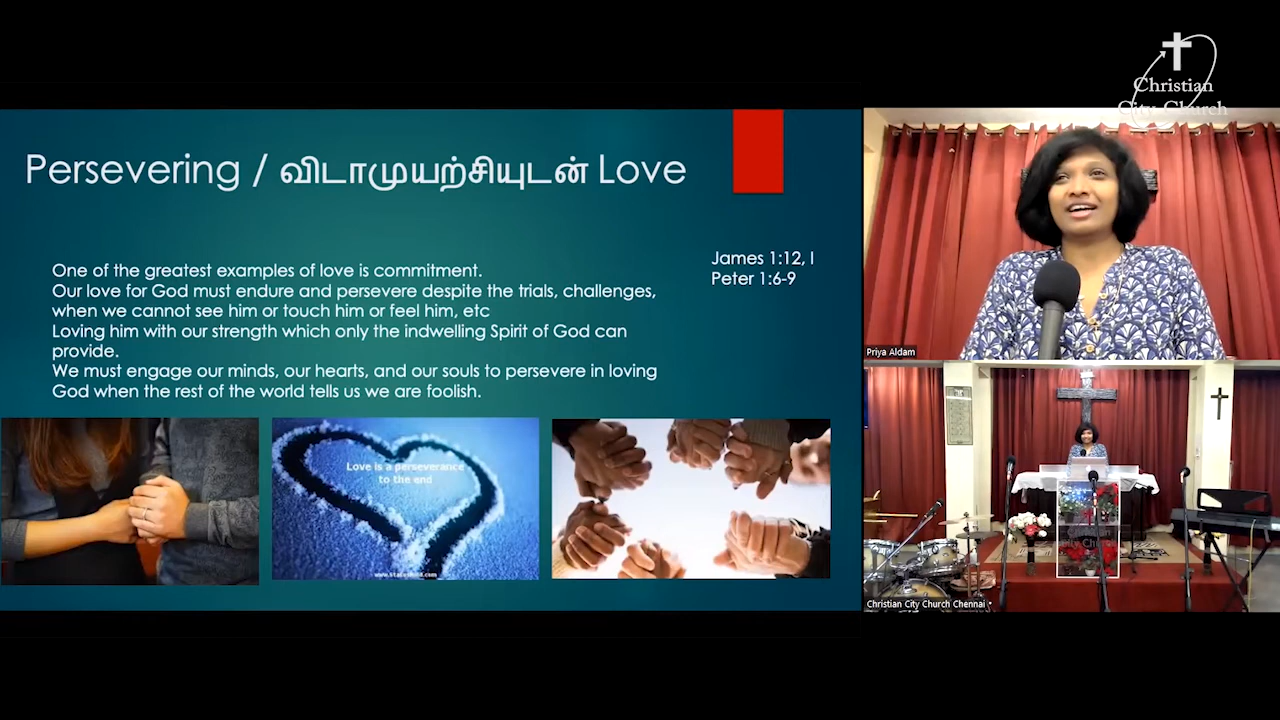 Christian
City Church
Persevering / விடாமுயற்சியுடன் Love
One of the greatest examples of love is commitment.
Our love for God must endure and persevere despite the trials, challenges,
when we cannot see him or touch him or feel him, etc
Loving him with our strength which only the indwelling Spirit of God can
provide.
We must engage our minds, our hearts, and our souls to persevere in loving
God when the rest of the world tells us we are foolish.
James 1:12, I
Peter 1:6-9
Love is a perseverance
to the end
Priya Aldam
Christian City Church Chennai